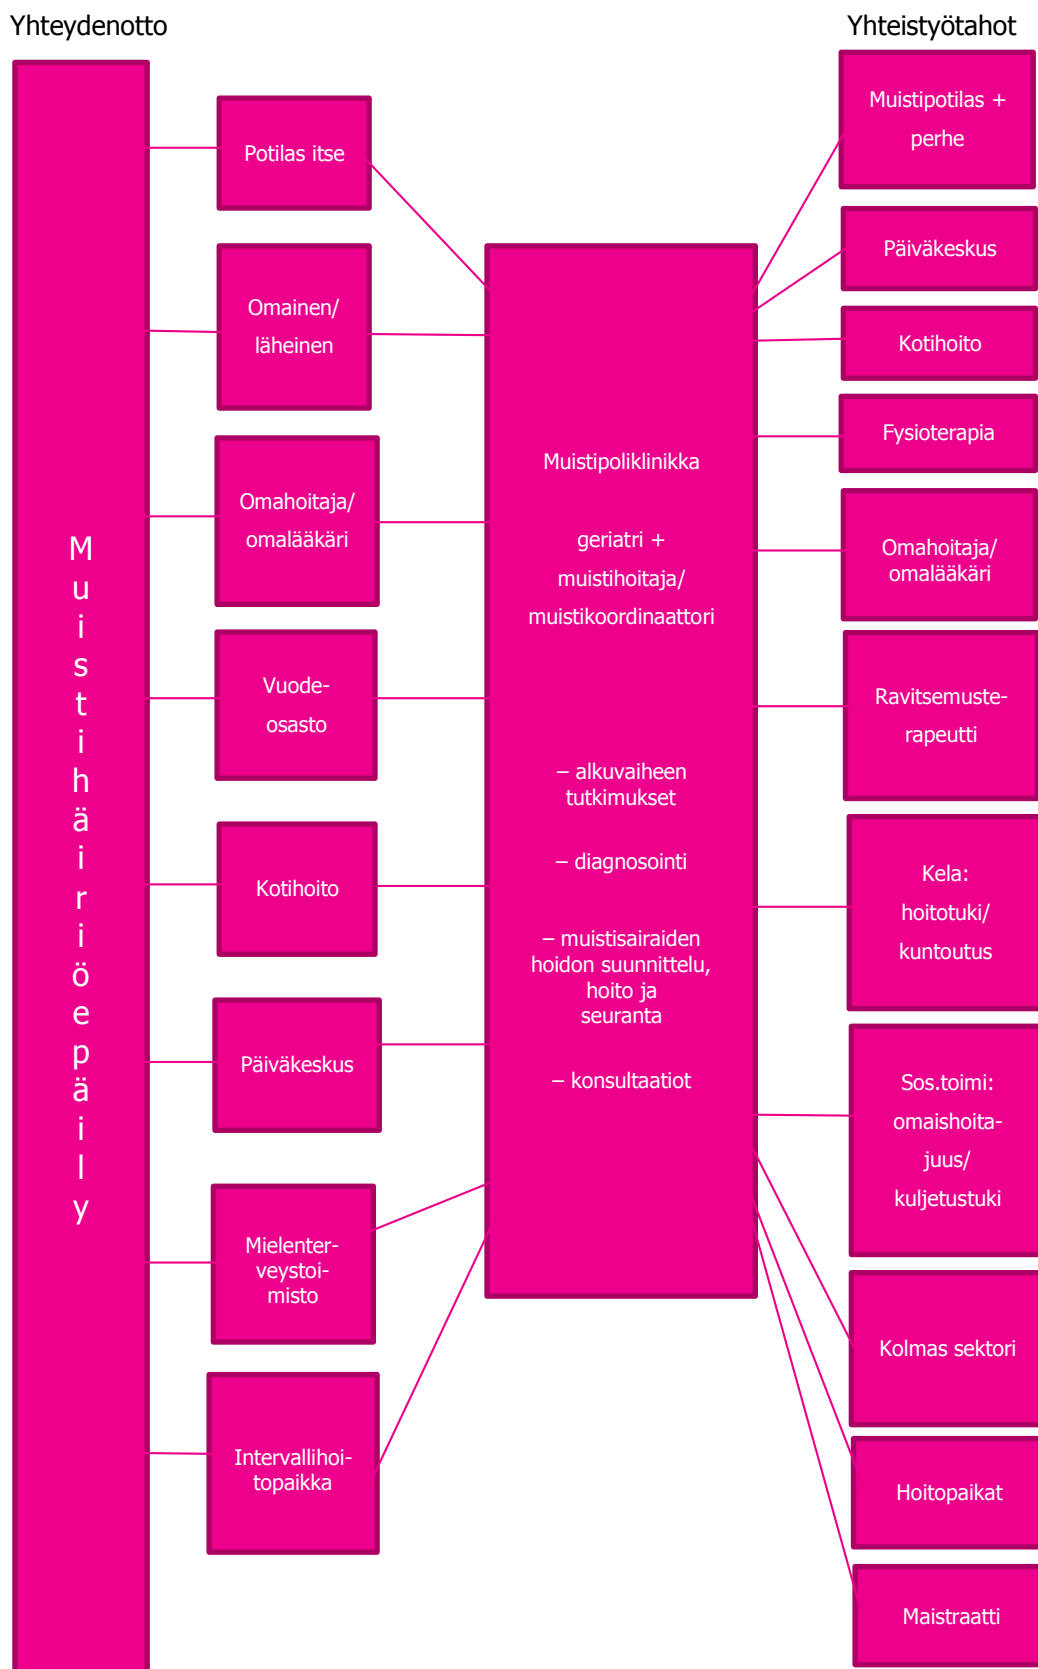 Yhteydenotto
Yhteistyötahot
Muistihäiriöepäily
Potilas itse
Omainen/
läheinen
Omahoitaja/
omalääkäri
Vuode-
osasto
Kotihoito
Päiväkeskus
Mielenter-
veystoi-
misto
Intervallihoi-
topaikka
Muistipoliklinikka
geriatri +
muistihoitaja/
muistikoordinaattori
– alkuvaiheen
tutkimukset
– diagnosointi
– muistisairaiden
hoidon suunnittelu,
hoito ja
seuranta
– konsultaatiot
Muistipotilas +
perhe
Päiväkeskus
Kotihoito
Fysioterapia
Omahoitaja/
omalääkäri
Ravitsemuste-
rapeutti
Kela:
hoitotuki/
kuntoutus
Sos.toimi:
omaishoita-
juus/
kuljetustuki
Kolmas sektori
Hoitopaikat
Maistraatti